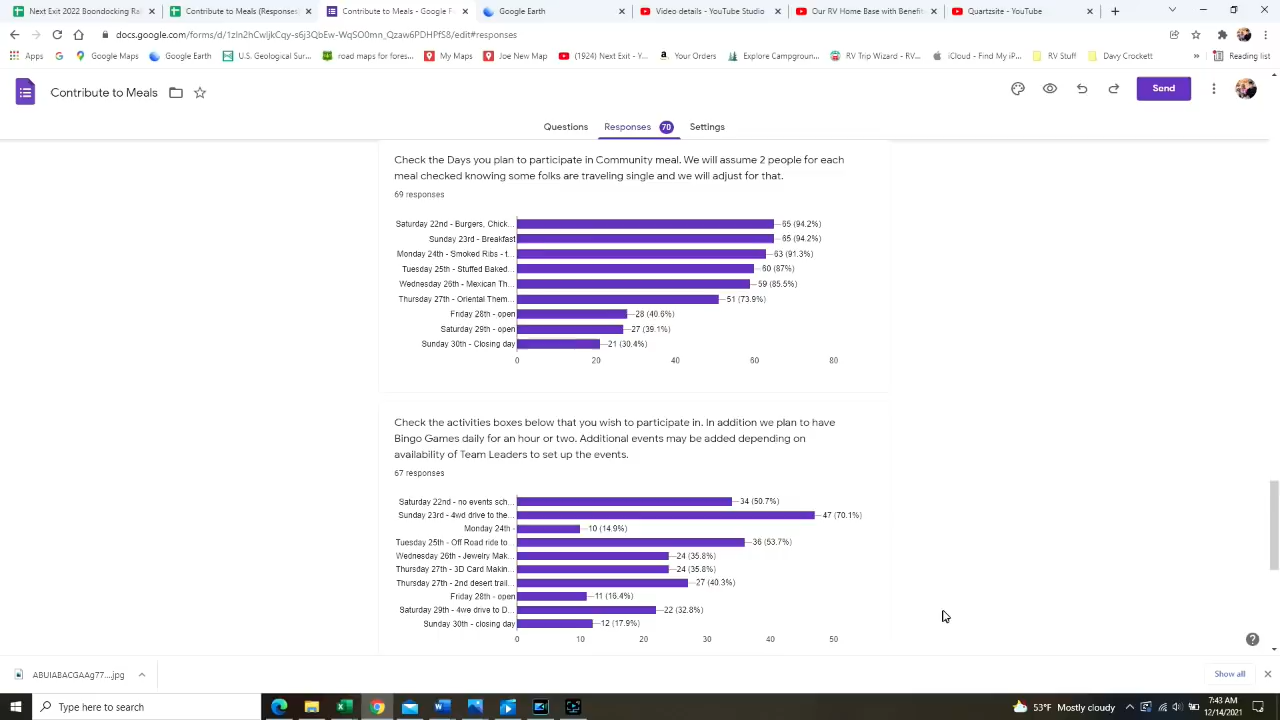 Next Exit 2022 Boondocking Ra
Contribute to Meals (Responses)
Contribute to Meals - Google F
Google Earth
Video details - YouTube Studio
Our RV Home Base with Benefit
Quartzsite - YouTube
docs.google.com/forms/d/1zIn2hCwljkCqy-s6j3QbEw-WqSO0mn_Qzaw6PDHPfS8/edit#responses
Apps
Google Maps
Google Earth
U.S. Geological Sur...
road maps for fores...
My Maps
Joe New Map
(1924) Next Exit - Y...
Your Orders
Explore Campgroun...
RV Trip Wizard - RV...
iCloud - Find My iP...
RV Stuff
Davy Crockett
»
Reading list
Contribute to Meals
Send
Questions
Responses 70
Settings
Check the Days you plan to participate in Community meal. We will assume 2 people for each
meal checked knowing some folks are traveling single and we will adjust for that.
69 responses
Saturday 22nd - Burgers, Chick... 65 (94.2%)
Sunday 23rd - Breakfast 65 (94.2%)
Monday 24th - Smoked Ribs - t... 63 (91.3%)
Tuesday 25th - Stuffed Baked... 60 (87%)
Wednesday 26th - Mexican Th... 59 (85.5%)
Thursday 27th - Oriental Them... 51 (73.9%)
Friday 28th - open 28 (40.6%)
Saturday 29th - open 27 (39.1%)
Sunday 30th - Closing day 21 (30.4%)
0 20 40 60 80
Check the activities boxes below that you wish to participate in. In addition we plan to have
Bingo Games daily for an hour or two. Additional events may be added depending on
availability of Team Leaders to set up the events.
67 responses
Saturday 22nd - no events sch... 34 (50.7%)
Sunday 23rd - 4wd drive to the... 47 (70.1%)
Monday 24th - 10 (14.9%)
Tuesday 25th - Off Road ride to... 36 (53.7%)
Wednesday 26th - Jewelry Mak... 24 (35.8%)
Thursday 27th - 3D Card Makin... 24 (35.8%)
Thursday 27th - 2nd desert trail... 27 (40.3%)
Friday 28th - open 11 (16.4%)
Saturday 29th - 4we drive to D... 22 (32.8%)
Sunday 30th - closing day 12 (17.9%)
0 10 20 30 40 50
ABUIABACGAAg77....jpg
Show all
Type here to search
53°F Mostly cloudy
7:43 AM
12/14/2021